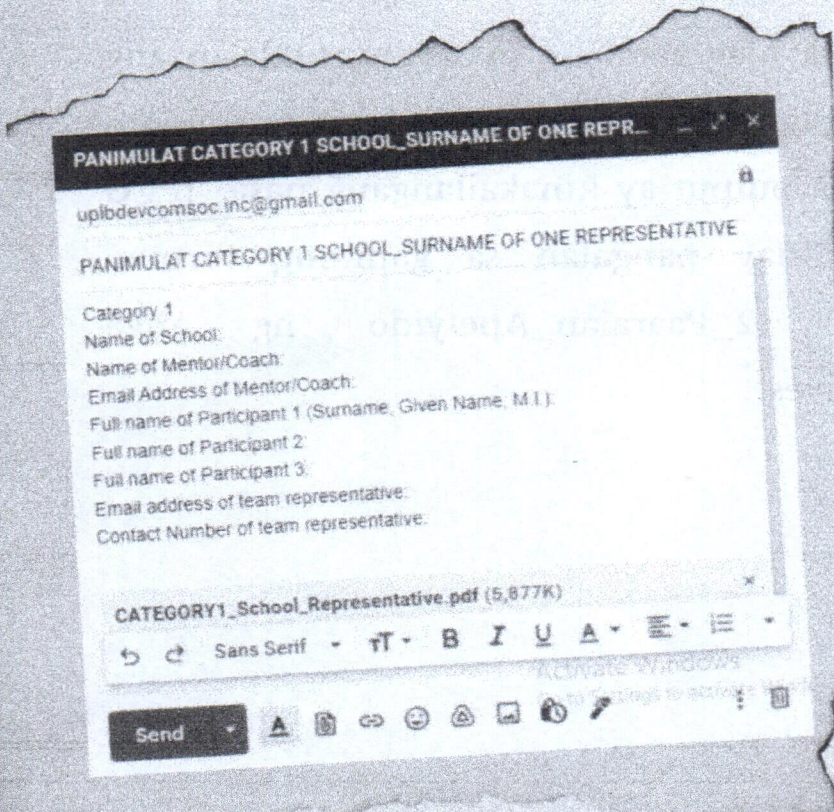 PANIMULAT CATEGORY 1 SCHOOL_SURNAME OF ONE REPR...
uplbdevcomsoc.inc@gmail.com
PANIMULAT CATEGORY 1 SCHOOL_SURNAME OF ONE REPRESENTATIVE
Category 1
Name of School:
Name of Mentor/Coach:
Email Address of Mentor/Coach:
Full name of Participant 1 (Surname, Given Name, M.I.):
Full name of Participant 2:
Full name of Participant 3:
Email address of team representative:
Contact Number of team representative:
CATEGORY1_School_Representative.pdf (5,877K)
Sans Serif
Activate Windows
Send